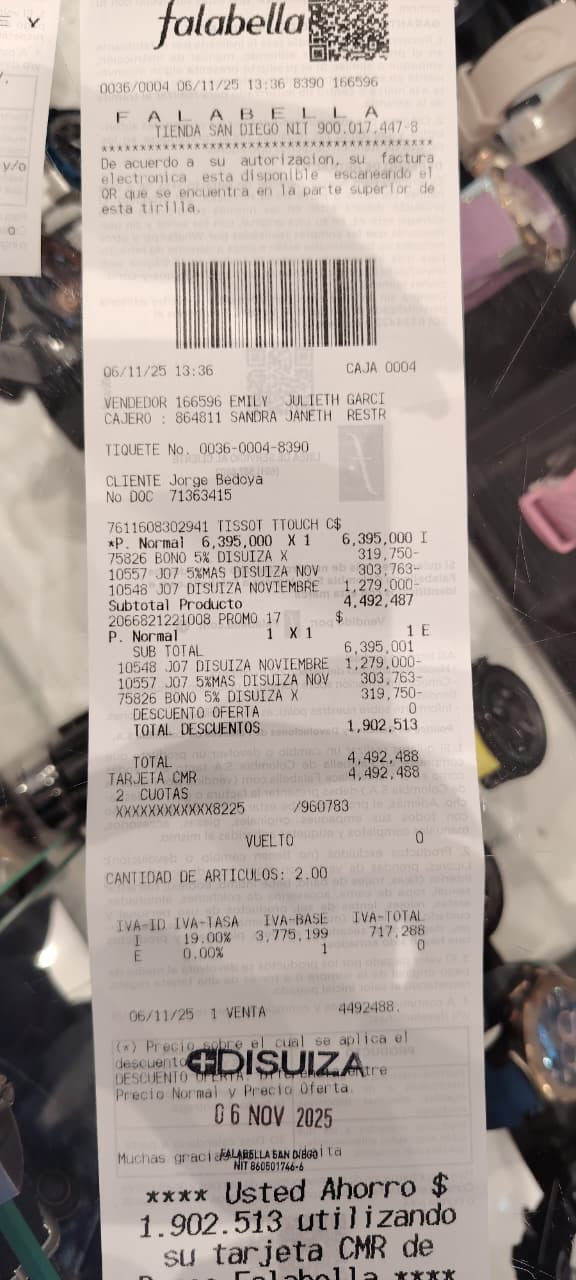 falabella
0036/0004 06/11/25 13:36 8390 166596
F A L A B E L L A
TIENDA SAN DIEGO NIT 900.017.447-8
******************************************
De acuerdo a su autorizacion, su factura
electronica esta disponible escaneando el
QR que se encuentra en la parte superior de
esta tirilla.
06/11/25 13:36 CAJA 0004
VENDEDOR 166596 EMILY JULIETH GARCI
CAJERO : 864811 SANDRA JANETH RESTR
TIQUETE No. 0036-0004-8390
CLIENTE Jorge Bedoya
No DOC 71363415
7611608302941 TISSOT TTOUCH C$
*P. Normal 6,395,000 X 1 6,395,000 I
75826 BONO 5% DISUIZA X 319,750-
10557 J07 5%MAS DISUIZA NOV 303,763-
10548 J07 DISUIZA NOVIEMBRE 1,279,000-
Subtotal Producto 4,492,487
2066821221008 PROMO 17 $
P. Normal 1 X 1 1 E
SUB TOTAL 6,395,001
10548 J07 DISUIZA NOVIEMBRE 1,279,000-
10557 J07 5%MAS DISUIZA NOV 303,763-
75826 BONO 5% DISUIZA X 319,750-
DESCUENTO OFERTA 0
TOTAL DESCUENTOS 1,902,513
TOTAL 4,492,488
TARJETA CMR 4,492,488
2 CUOTAS
XXXXXXXXXXXX8225 /960783
VUELTO 0
CANTIDAD DE ARTICULOS: 2.00
IVA-ID IVA-TASA IVA-BASE IVA-TOTAL
I 19.00% 3,775,199 717,288
E 0.00% 1 0
06/11/25 1 VENTA 4492488.
(*) Precio sobre el cual se aplica el
descuento
DISUIZA
DESCUENTO OFERTA: Diferencia entre
Precio Normal y Precio Oferta.
06 NOV 2025
Muchas gracias
FALABELLA SAN DIEGO
NIT 860501746-6
**** Usted Ahorro $
1.902.513 utilizando
su tarjeta CMR de
Falabella ****
y/o